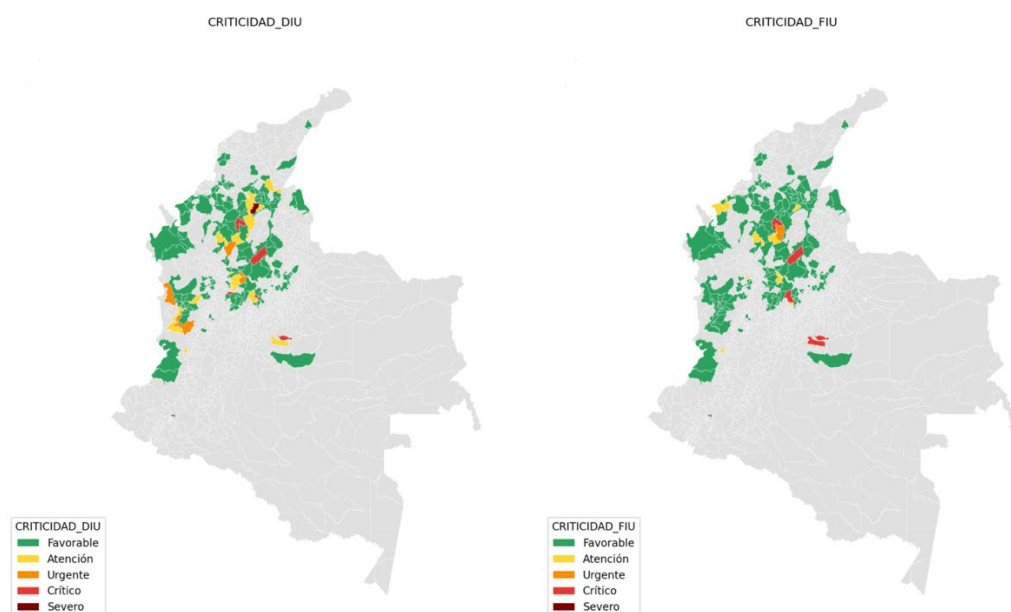 CRITICIDAD_DIU
CRITICIDAD_FIU
CRITICIDAD_DIU
Favorable
Atención
Urgente
Crítico
Severo
CRITICIDAD_FIU
Favorable
Atención
Urgente
Crítico
Severo